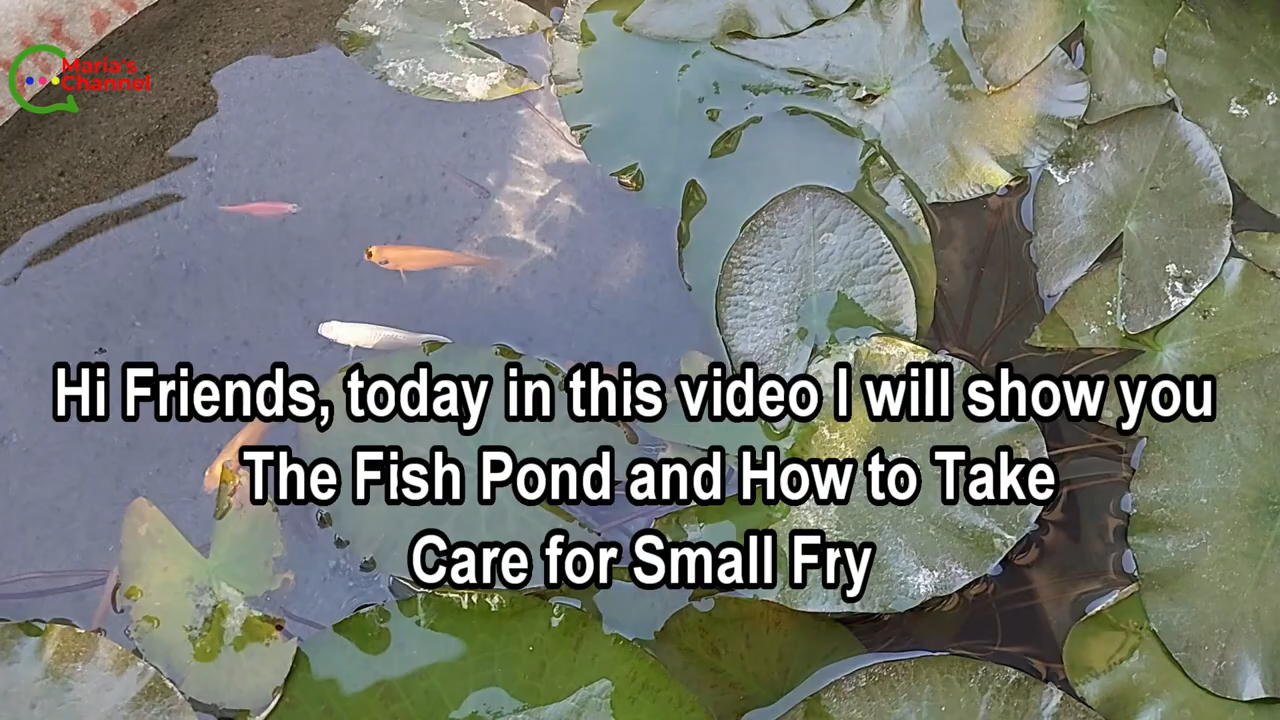 Maria's
Channel
Hi Friends, today in this video I will show you
The Fish Pond and How to Take
Care for Small Fry